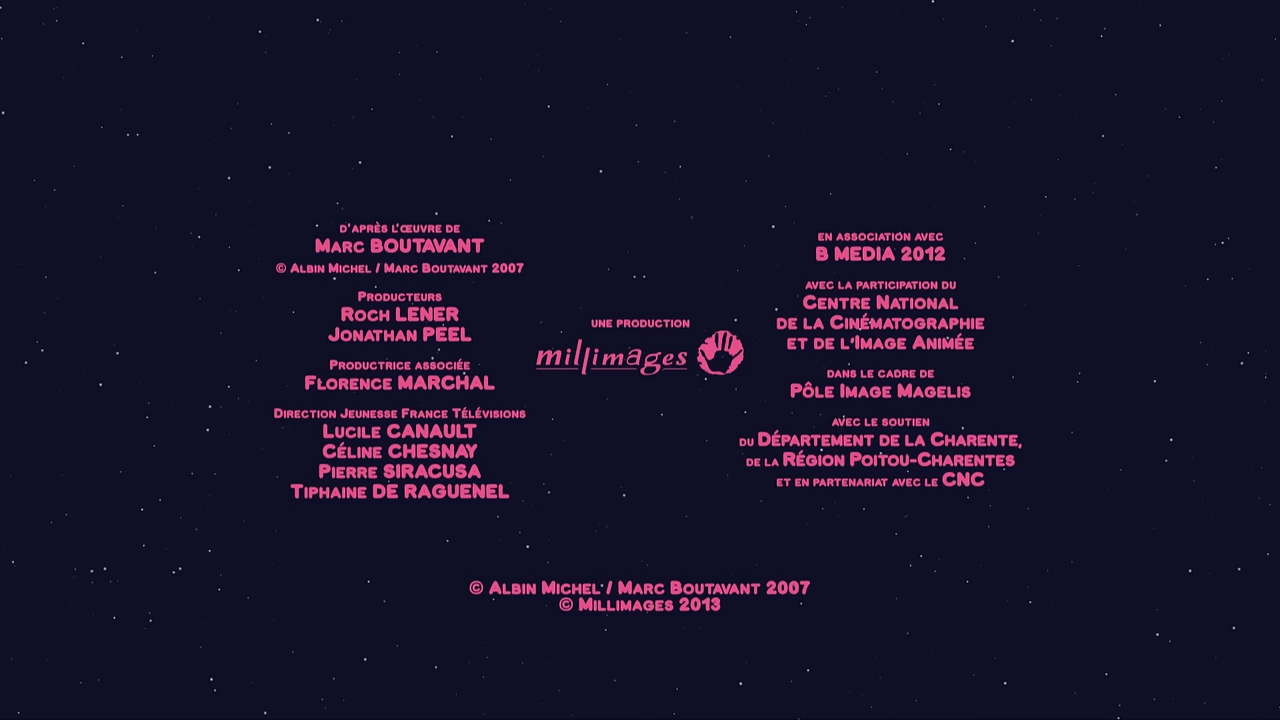 D'APRÈS L'ŒUVRE DE
MARC BOUTAVANT
© ALBIN MICHEL / MARC BOUTAVANT 2007
PRODUCTEURS
ROCH LENER
JONATHAN PEEL
PRODUCTRICE ASSOCIÉE
FLORENCE MARCHAL
DIRECTION JEUNESSE FRANCE TÉLÉVISIONS
LUCILE CANAULT
CÉLINE CHESNAY
PIERRE SIRACUSA
TIPHAINE DE RAGUENEL
UNE PRODUCTION
millimages
EN ASSOCIATION AVEC
B MEDIA 2012
AVEC LA PARTICIPATION DU
CENTRE NATIONAL
DE LA CINÉMATOGRAPHIE
ET DE L'IMAGE ANIMÉE
DANS LE CADRE DE
PÔLE IMAGE MAGELIS
AVEC LE SOUTIEN
DU DÉPARTEMENT DE LA CHARENTE,
DE LA RÉGION POITOU-CHARENTES
ET EN PARTENARIAT AVEC LE CNC
© ALBIN MICHEL / MARC BOUTAVANT 2007
© MILLIMAGES 2013